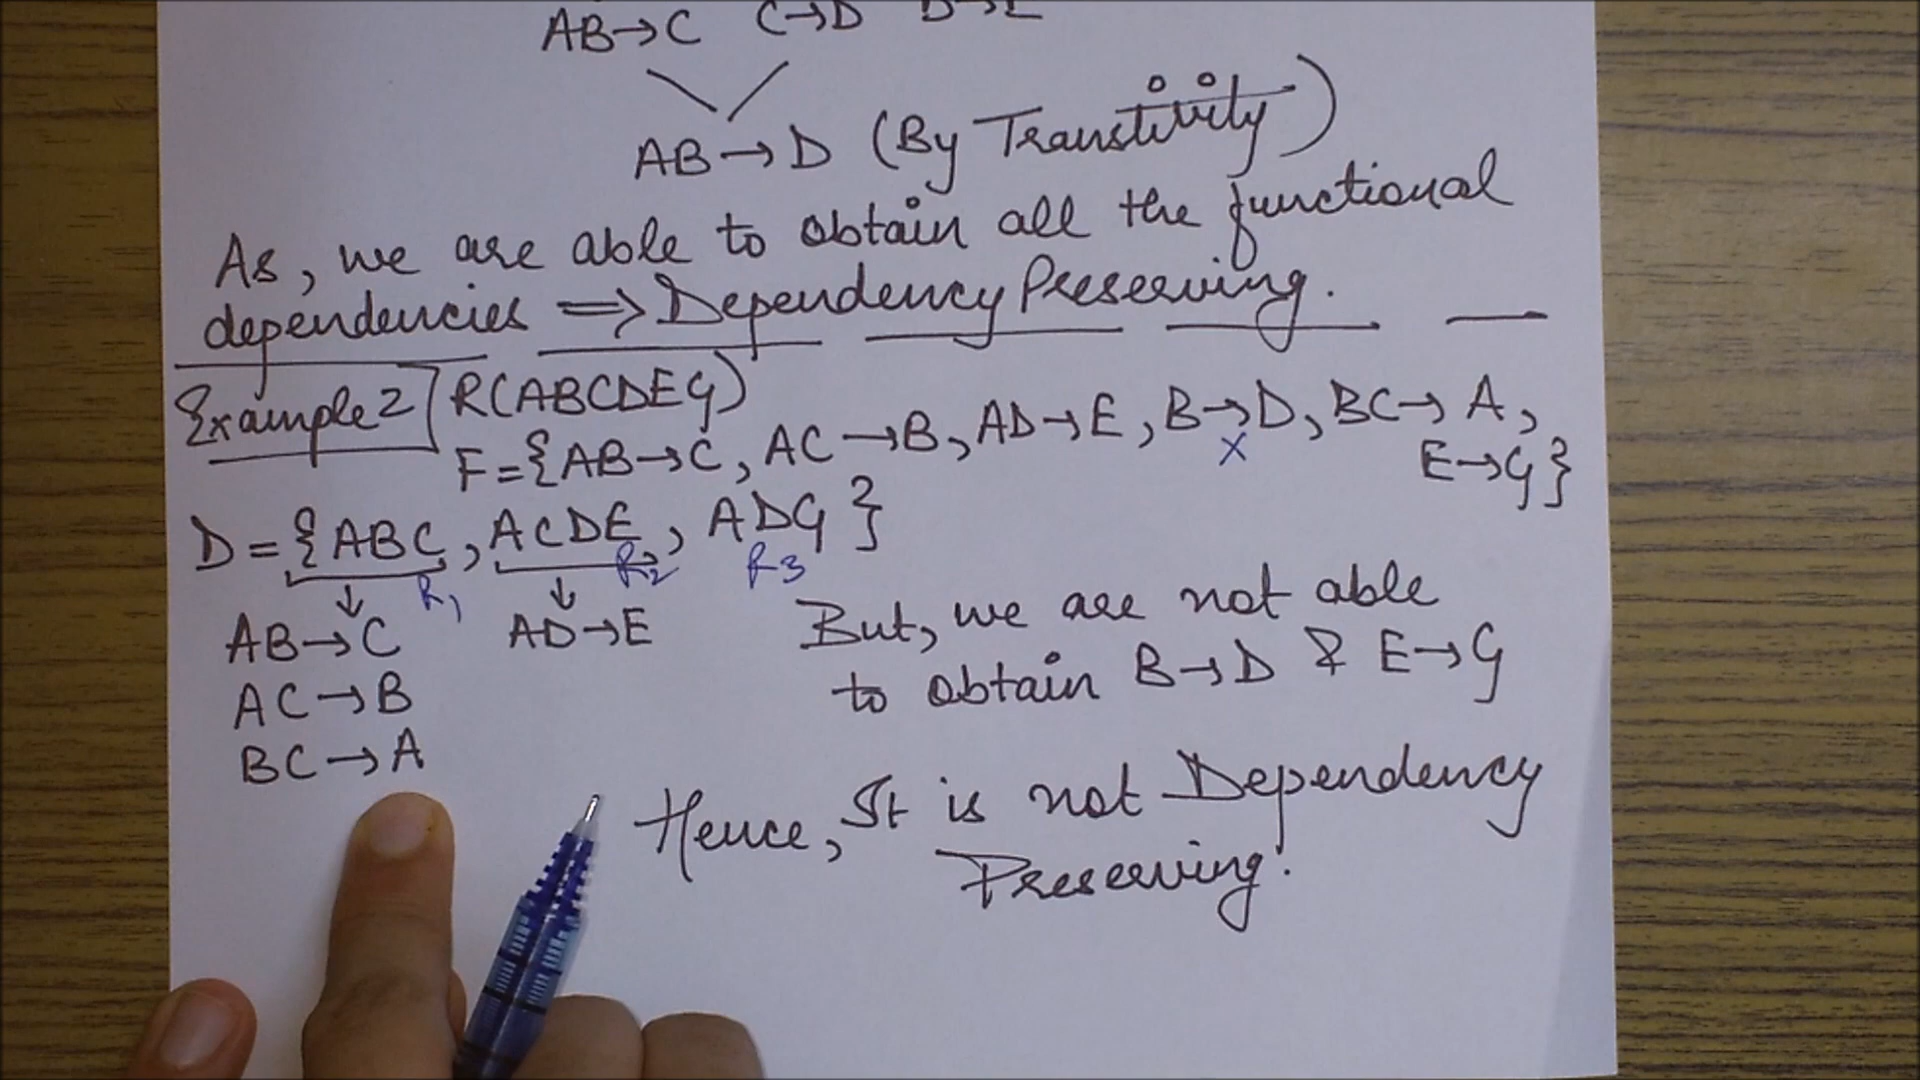 AB→C C→D D→E
AB→D (By Transtivity)
As, we are able to obtain all the functional
dependencies ⇒ Dependency Preserving.
Example 2 R(ABCDEG)
F={AB→C, AC→B, AD→E, B→D, BC→A,
X
E→G}
D={ABC, ACDE, ADG}
R1 R2 R3
↓ ↓
AB→C AD→E
AC→B
BC→A
But, we are not able
to obtain B→D & E→G
Hence, It is not Dependency
Preserving.